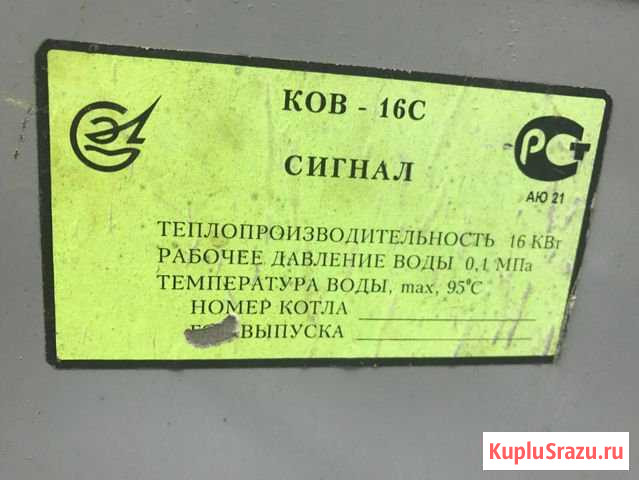 КОВ - 16С
СИГНАЛ
АЮ 21
ТЕПЛОПРОИЗВОДИТЕЛЬНОСТЬ 16 КВт
РАБОЧЕЕ ДАВЛЕНИЕ ВОДЫ 0,1 МПа
ТЕМПЕРАТУРА ВОДЫ, max, 95°С
НОМЕР КОТЛА
ВЫПУСКА
KupluSrazu.ru